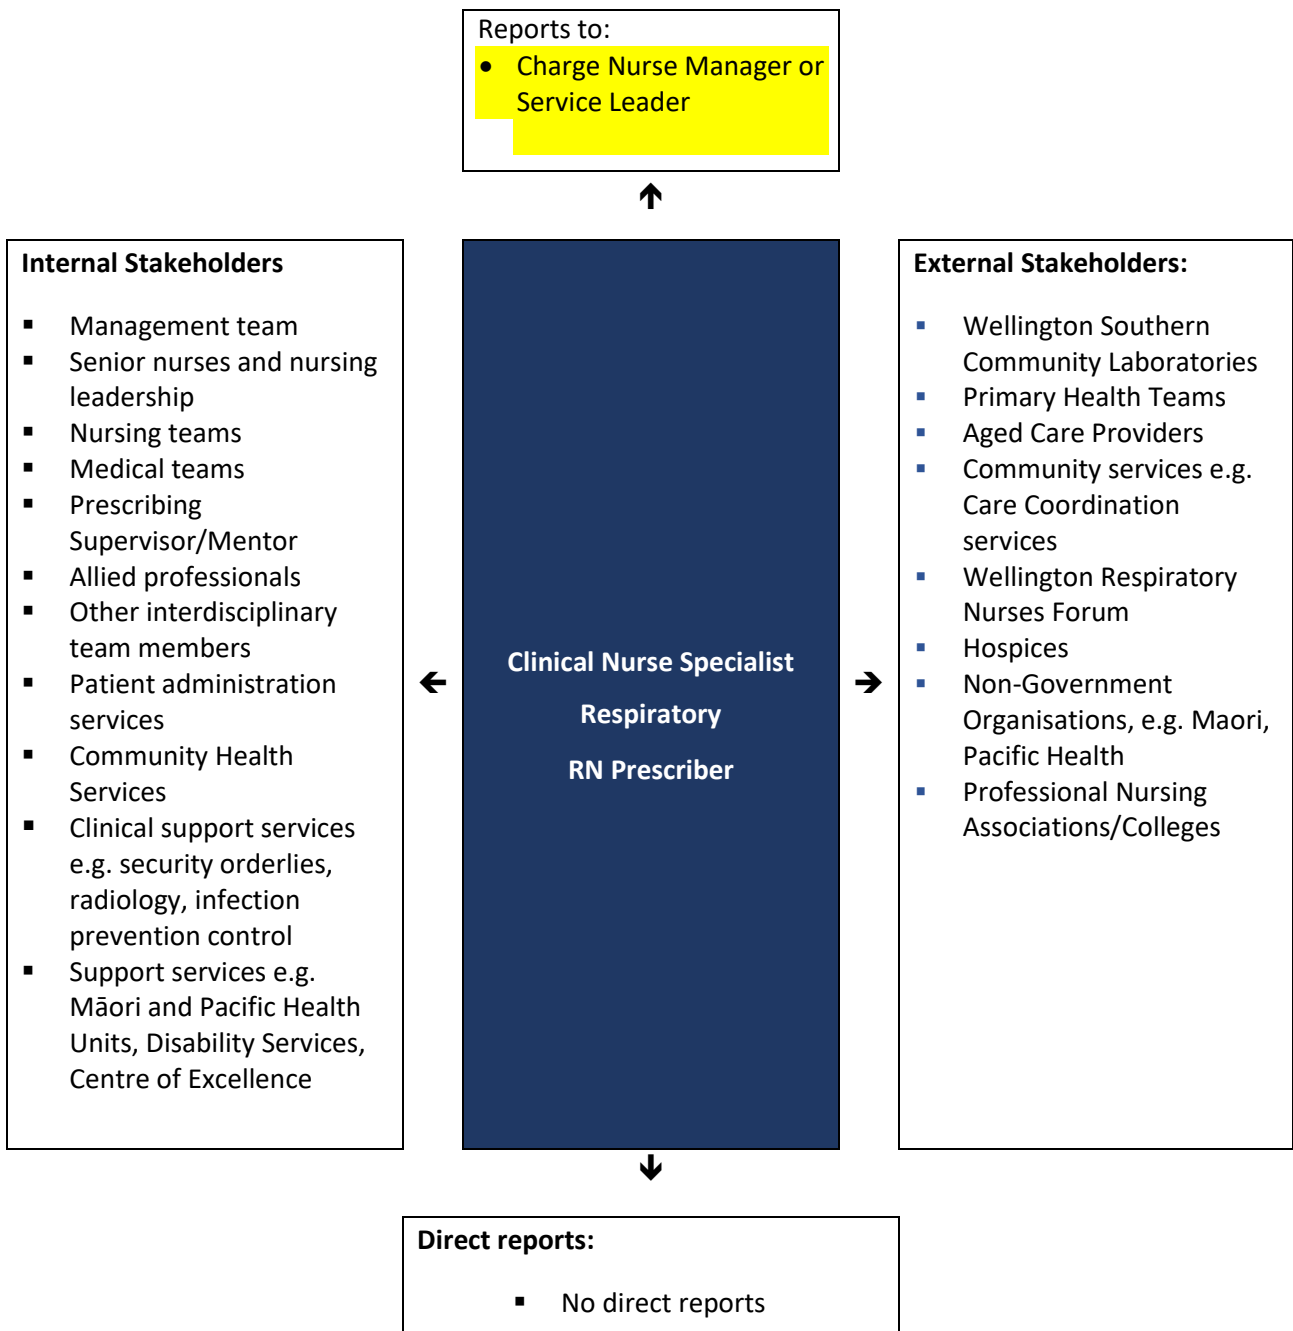 Reports to:
• Charge Nurse Manager or
Service Leader
Internal Stakeholders
▪ Management team
▪ Senior nurses and nursing
leadership
▪ Nursing teams
▪ Medical teams
▪ Prescribing
Supervisor/Mentor
▪ Allied professionals
▪ Other interdisciplinary
team members
▪ Patient administration
services
▪ Community Health
Services
▪ Clinical support services
e.g. security orderlies,
radiology, infection
prevention control
▪ Support services e.g.
Māori and Pacific Health
Units, Disability Services,
Centre of Excellence
Clinical Nurse Specialist
Respiratory
RN Prescriber
External Stakeholders:
▪ Wellington Southern
Community Laboratories
▪ Primary Health Teams
▪ Aged Care Providers
▪ Community services e.g.
Care Coordination
services
▪ Wellington Respiratory
Nurses Forum
▪ Hospices
▪ Non-Government
Organisations, e.g. Maori,
Pacific Health
▪ Professional Nursing
Associations/Colleges
Direct reports:
▪ No direct reports